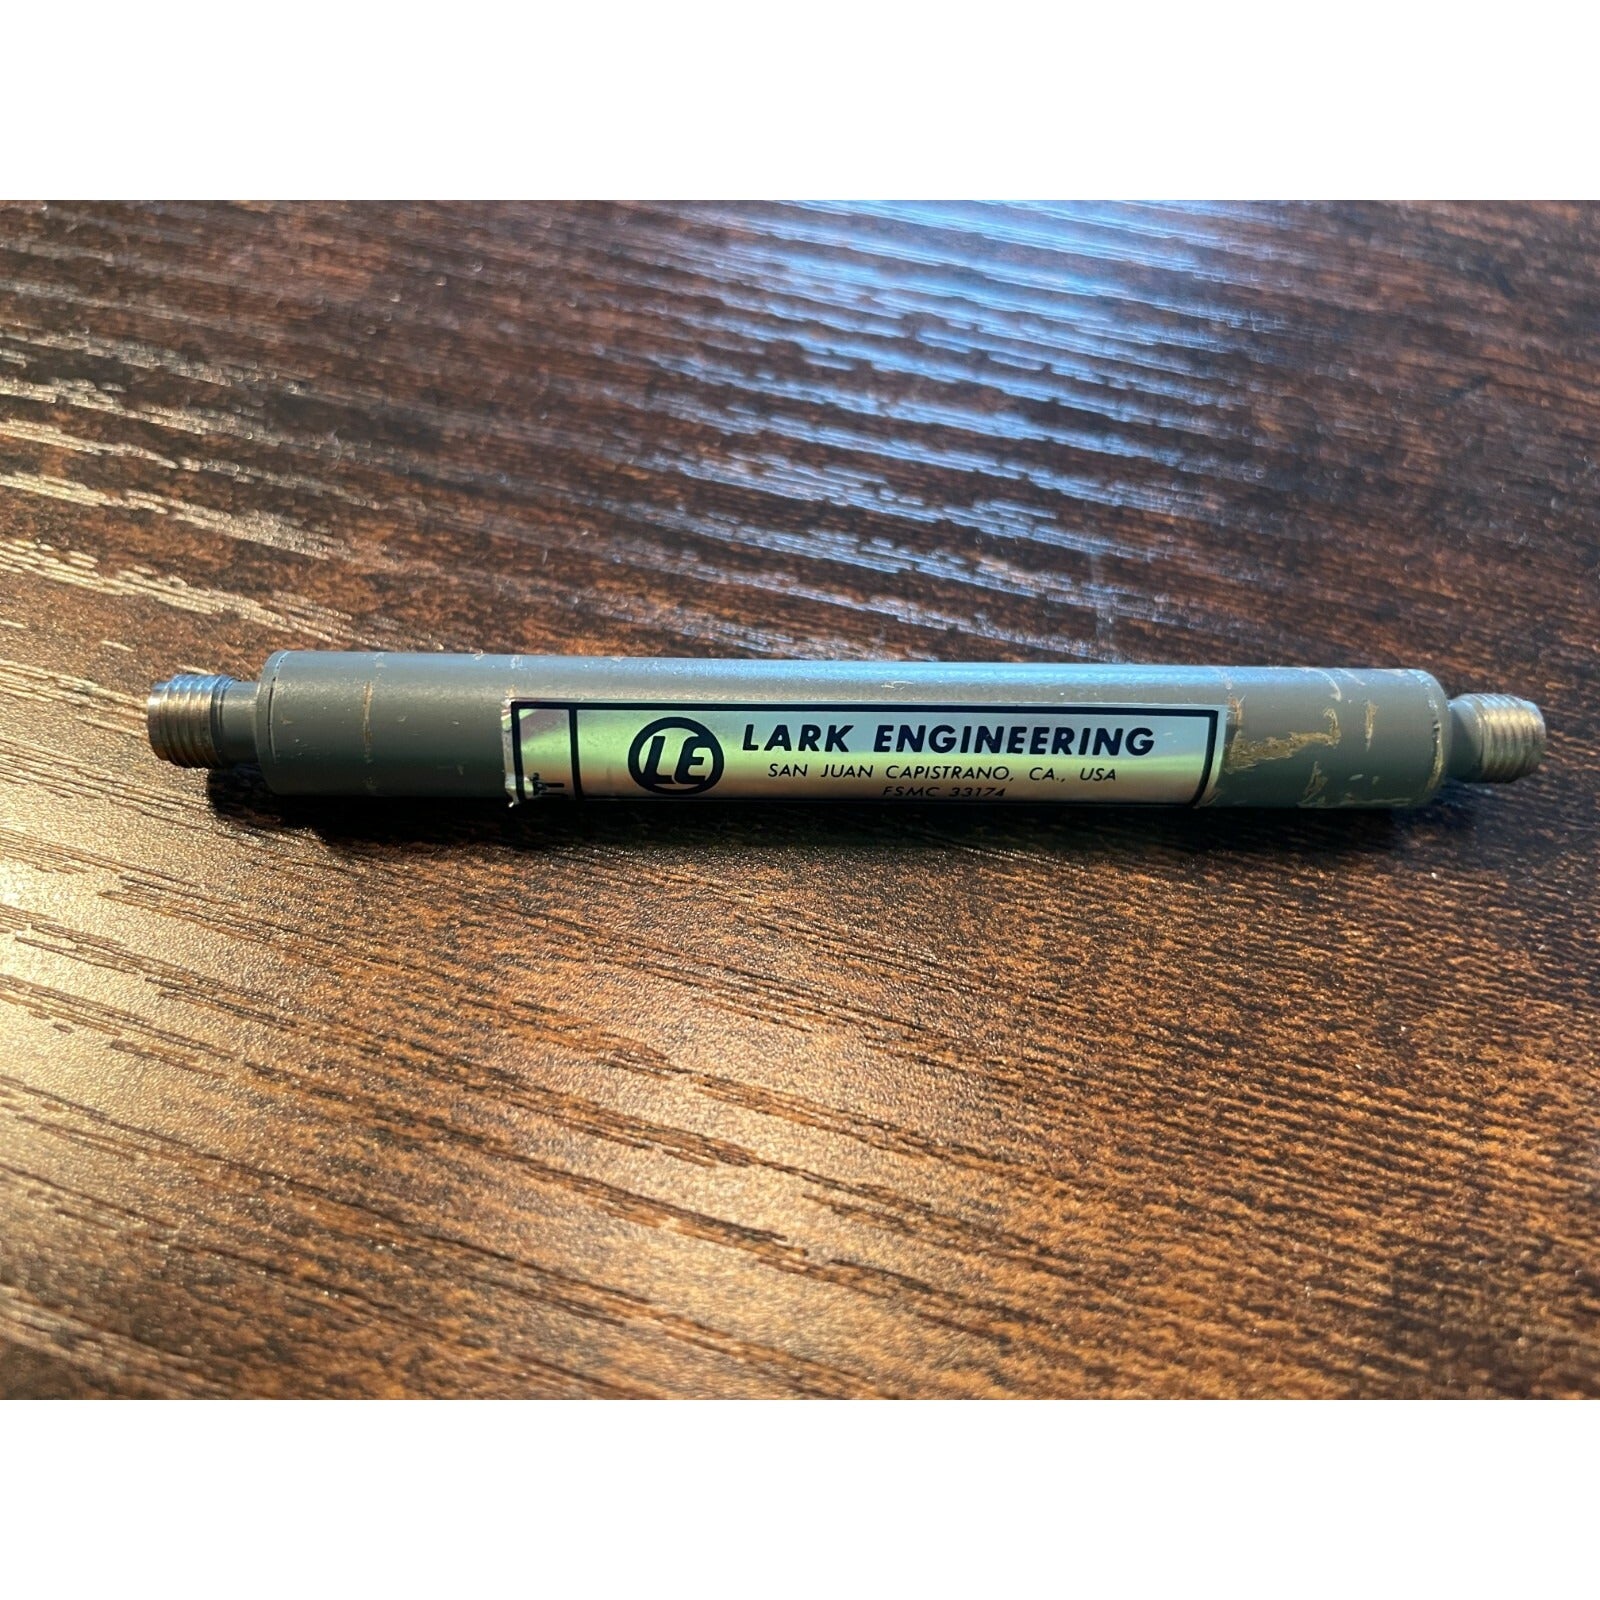 LE
LARK ENGINEERING
SAN JUAN CAPISTRANO, CA., USA
FSMC 33174